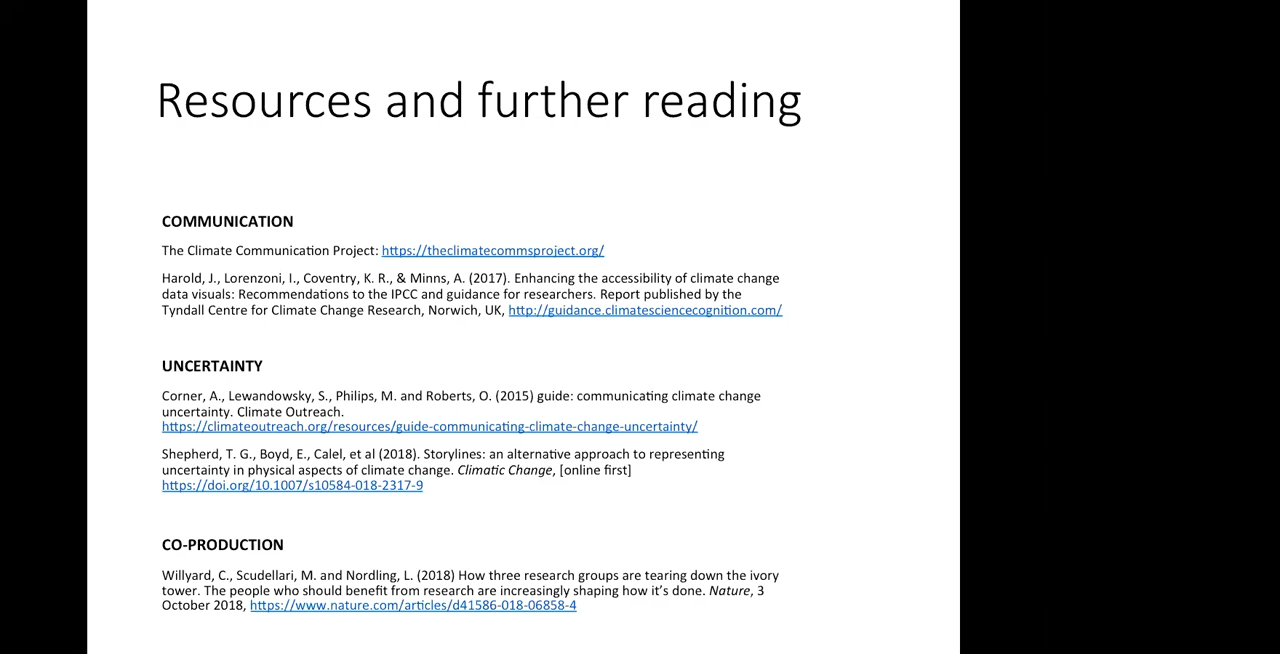 Resources and further reading
COMMUNICATION
The Climate Communication Project: https://theclimatecommsproject.org/
Harold, J., Lorenzoni, I., Coventry, K. R., & Minns, A. (2017). Enhancing the accessibility of climate change
data visuals: Recommendations to the IPCC and guidance for researchers. Report published by the
Tyndall Centre for Climate Change Research, Norwich, UK, http://guidance.climatesciencecognition.com/
UNCERTAINTY
Corner, A., Lewandowsky, S., Philips, M. and Roberts, O. (2015) guide: communicating climate change
uncertainty. Climate Outreach.
https://climateoutreach.org/resources/guide-communicating-climate-change-uncertainty/
Shepherd, T. G., Boyd, E., Calel, et al (2018). Storylines: an alternative approach to representing
uncertainty in physical aspects of climate change. Climatic Change, [online first]
https://doi.org/10.1007/s10584-018-2317-9
CO-PRODUCTION
Willyard, C., Scudellari, M. and Nordling, L. (2018) How three research groups are tearing down the ivory
tower. The people who should benefit from research are increasingly shaping how it’s done. Nature, 3
October 2018, https://www.nature.com/articles/d41586-018-06858-4